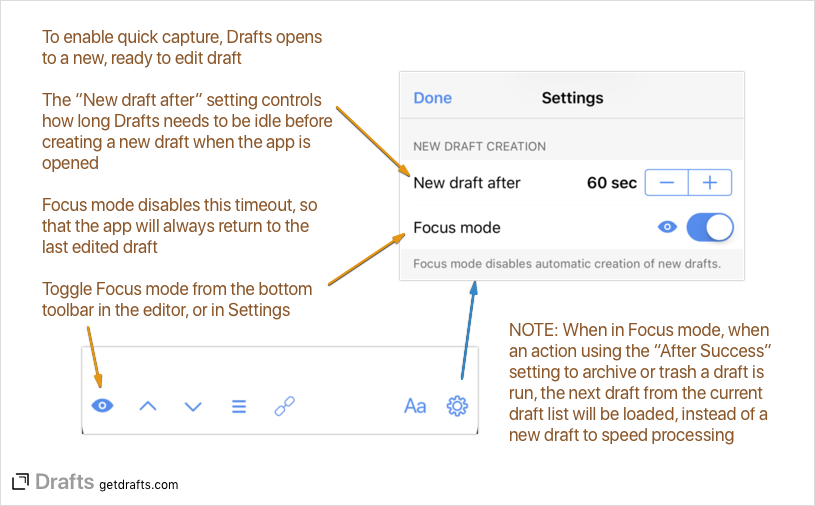 To enable quick capture, Drafts opens
to a new, ready to edit draft
The “New draft after” setting controls
how long Drafts needs to be idle before
creating a new draft when the app is
opened
Focus mode disables this timeout, so
that the app will always return to the
last edited draft
Toggle Focus mode from the bottom
toolbar in the editor, or in Settings
Done Settings
NEW DRAFT CREATION
New draft after 60 sec
Focus mode
Focus mode disables automatic creation of new drafts.
Aa
NOTE: When in Focus mode, when
an action using the “After Success”
setting to archive or trash a draft is
run, the next draft from the current
draft list will be loaded, instead of a
new draft to speed processing
Drafts getdrafts.com